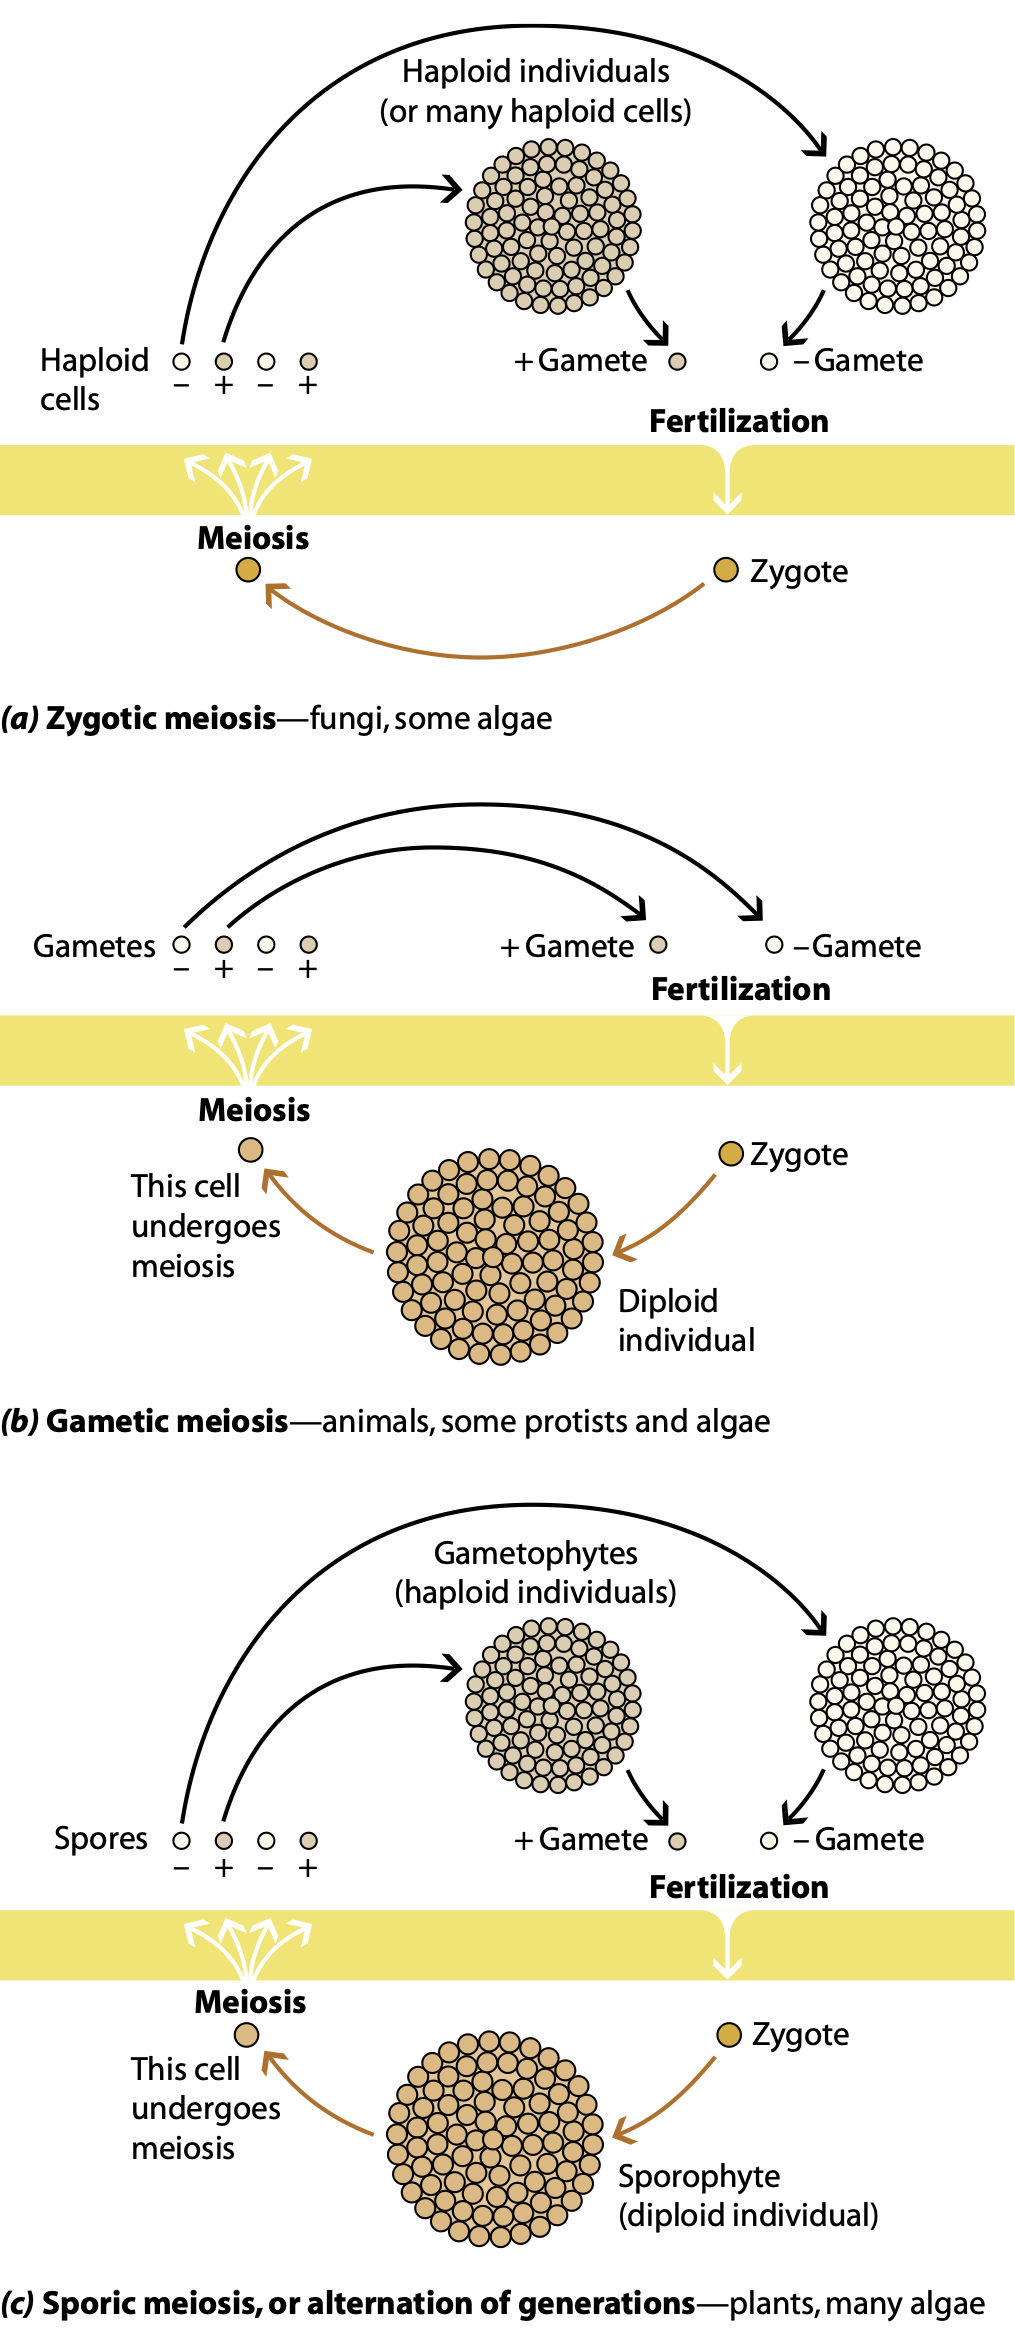 Haploid individuals
(or many haploid cells)
Haploid
cells
– + – +
+ Gamete
– Gamete
Fertilization
Meiosis
Zygote
(a) Zygotic meiosis—fungi, some algae
Gametes
– + – +
+ Gamete
– Gamete
Fertilization
Meiosis
This cell
undergoes
meiosis
Zygote
Diploid
individual
(b) Gametic meiosis—animals, some protists and algae
Gametophytes
(haploid individuals)
Spores
– + – +
+ Gamete
– Gamete
Fertilization
Meiosis
This cell
undergoes
meiosis
Zygote
Sporophyte
(diploid individual)
(c) Sporic meiosis, or alternation of generations—plants, many algae